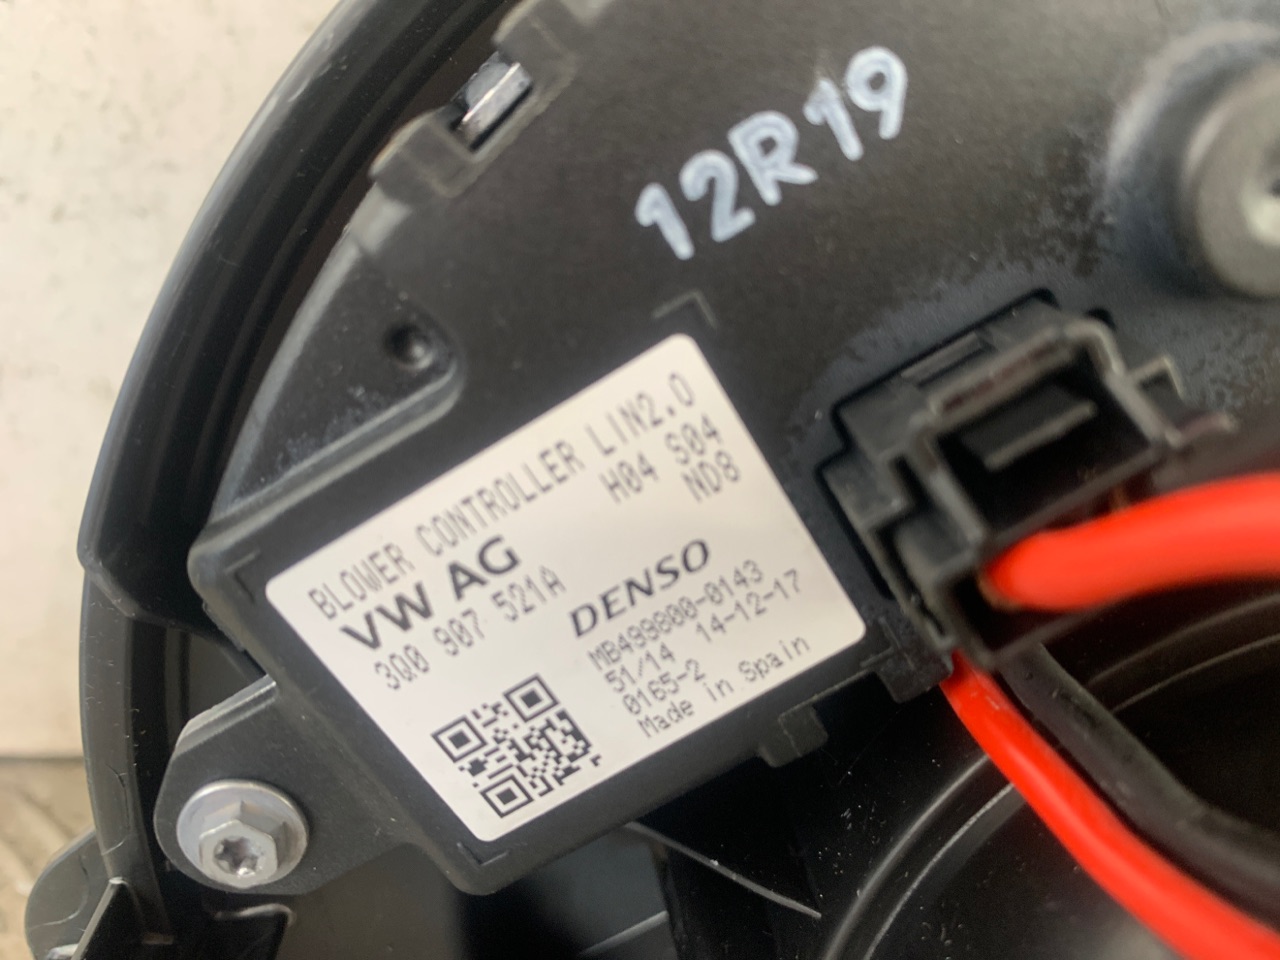 12R19
BLOWER CONTROLLER LIN2.0
H04 S04
ND8
VW AG
3Q0 907 521A
DENSO
MB499800-0143
51/14 14-12-17
0165-2
Made in Spain